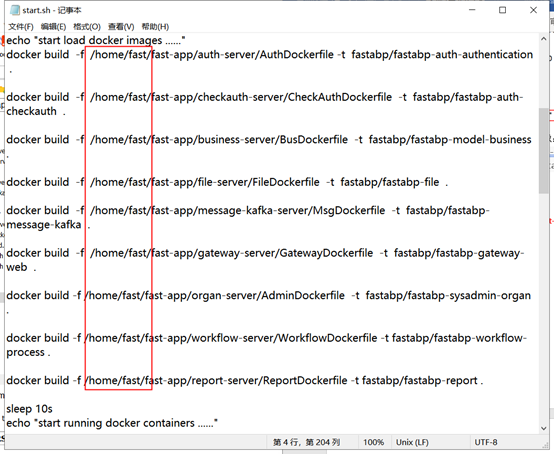 start.sh - 记事本
文件(F) 编辑(E) 格式(O) 查看(V) 帮助(H)
echo "start load docker images ......"
docker build -f /home/fast/fast-app/auth-server/AuthDockerfile -t fastabp/fastabp-auth-authentication
.
docker build -f /home/fast/fast-app/checkauth-server/CheckAuthDockerfile -t fastabp/fastabp-auth-
checkauth .
docker build -f /home/fast/fast-app/business-server/BusDockerfile -t fastabp/fastabp-model-business
.
docker build -f /home/fast/fast-app/file-server/FileDockerfile -t fastabp/fastabp-file .
docker build -f /home/fast/fast-app/message-kafka-server/MsgDockerfile -t fastabp/fastabp-
message-kafka .
docker build -f /home/fast/fast-app/gateway-server/GatewayDockerfile -t fastabp/fastabp-gateway-
web .
docker build -f /home/fast/fast-app/organ-server/AdminDockerfile -t fastabp/fastabp-sysadmin-organ
.
docker build -f /home/fast/fast-app/workflow-server/WorkflowDockerfile -t fastabp/fastabp-workflow-
process .
docker build -f /home/fast/fast-app/report-server/ReportDockerfile -t fastabp/fastabp-report .
sleep 10s
echo "start running docker containers ......"
第 4 行，第 204 列 100% Unix (LF) UTF-8